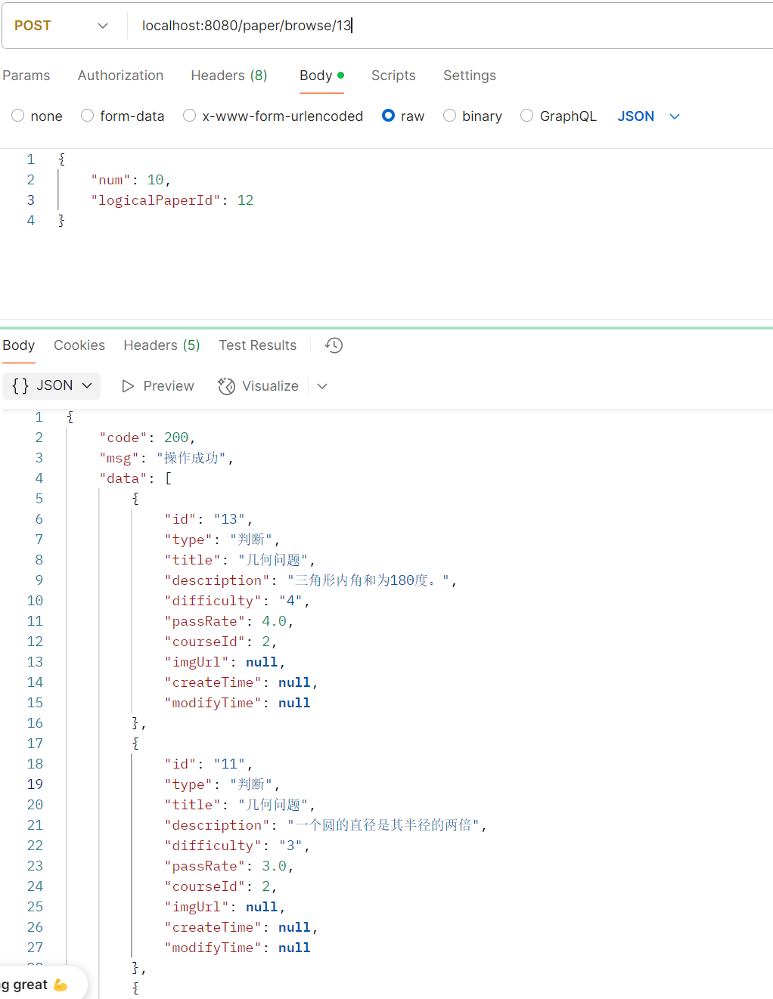 POST localhost:8080/paper/browse/13
Params Authorization Headers (8) Body Scripts Settings
none form-data x-www-form-urlencoded raw binary GraphQL JSON
1 {
2 "num": 10,
3 "logicalPaperId": 12
4 }
Body Cookies Headers (5) Test Results
{} JSON Preview Visualize
1 {
2 "code": 200,
3 "msg": "操作成功",
4 "data": [
5 {
6 "id": "13",
7 "type": "判断",
8 "title": "几何问题",
9 "description": "三角形内角和为180度。",
10 "difficulty": "4",
11 "passRate": 4.0,
12 "courseId": 2,
13 "imgUrl": null,
14 "createTime": null,
15 "modifyTime": null
16 },
17 {
18 "id": "11",
19 "type": "判断",
20 "title": "几何问题",
21 "description": "一个圆的直径是其半径的两倍",
22 "difficulty": "3",
23 "passRate": 3.0,
24 "courseId": 2,
25 "imgUrl": null,
26 "createTime": null,
27 "modifyTime": null
},
g great 💪
{